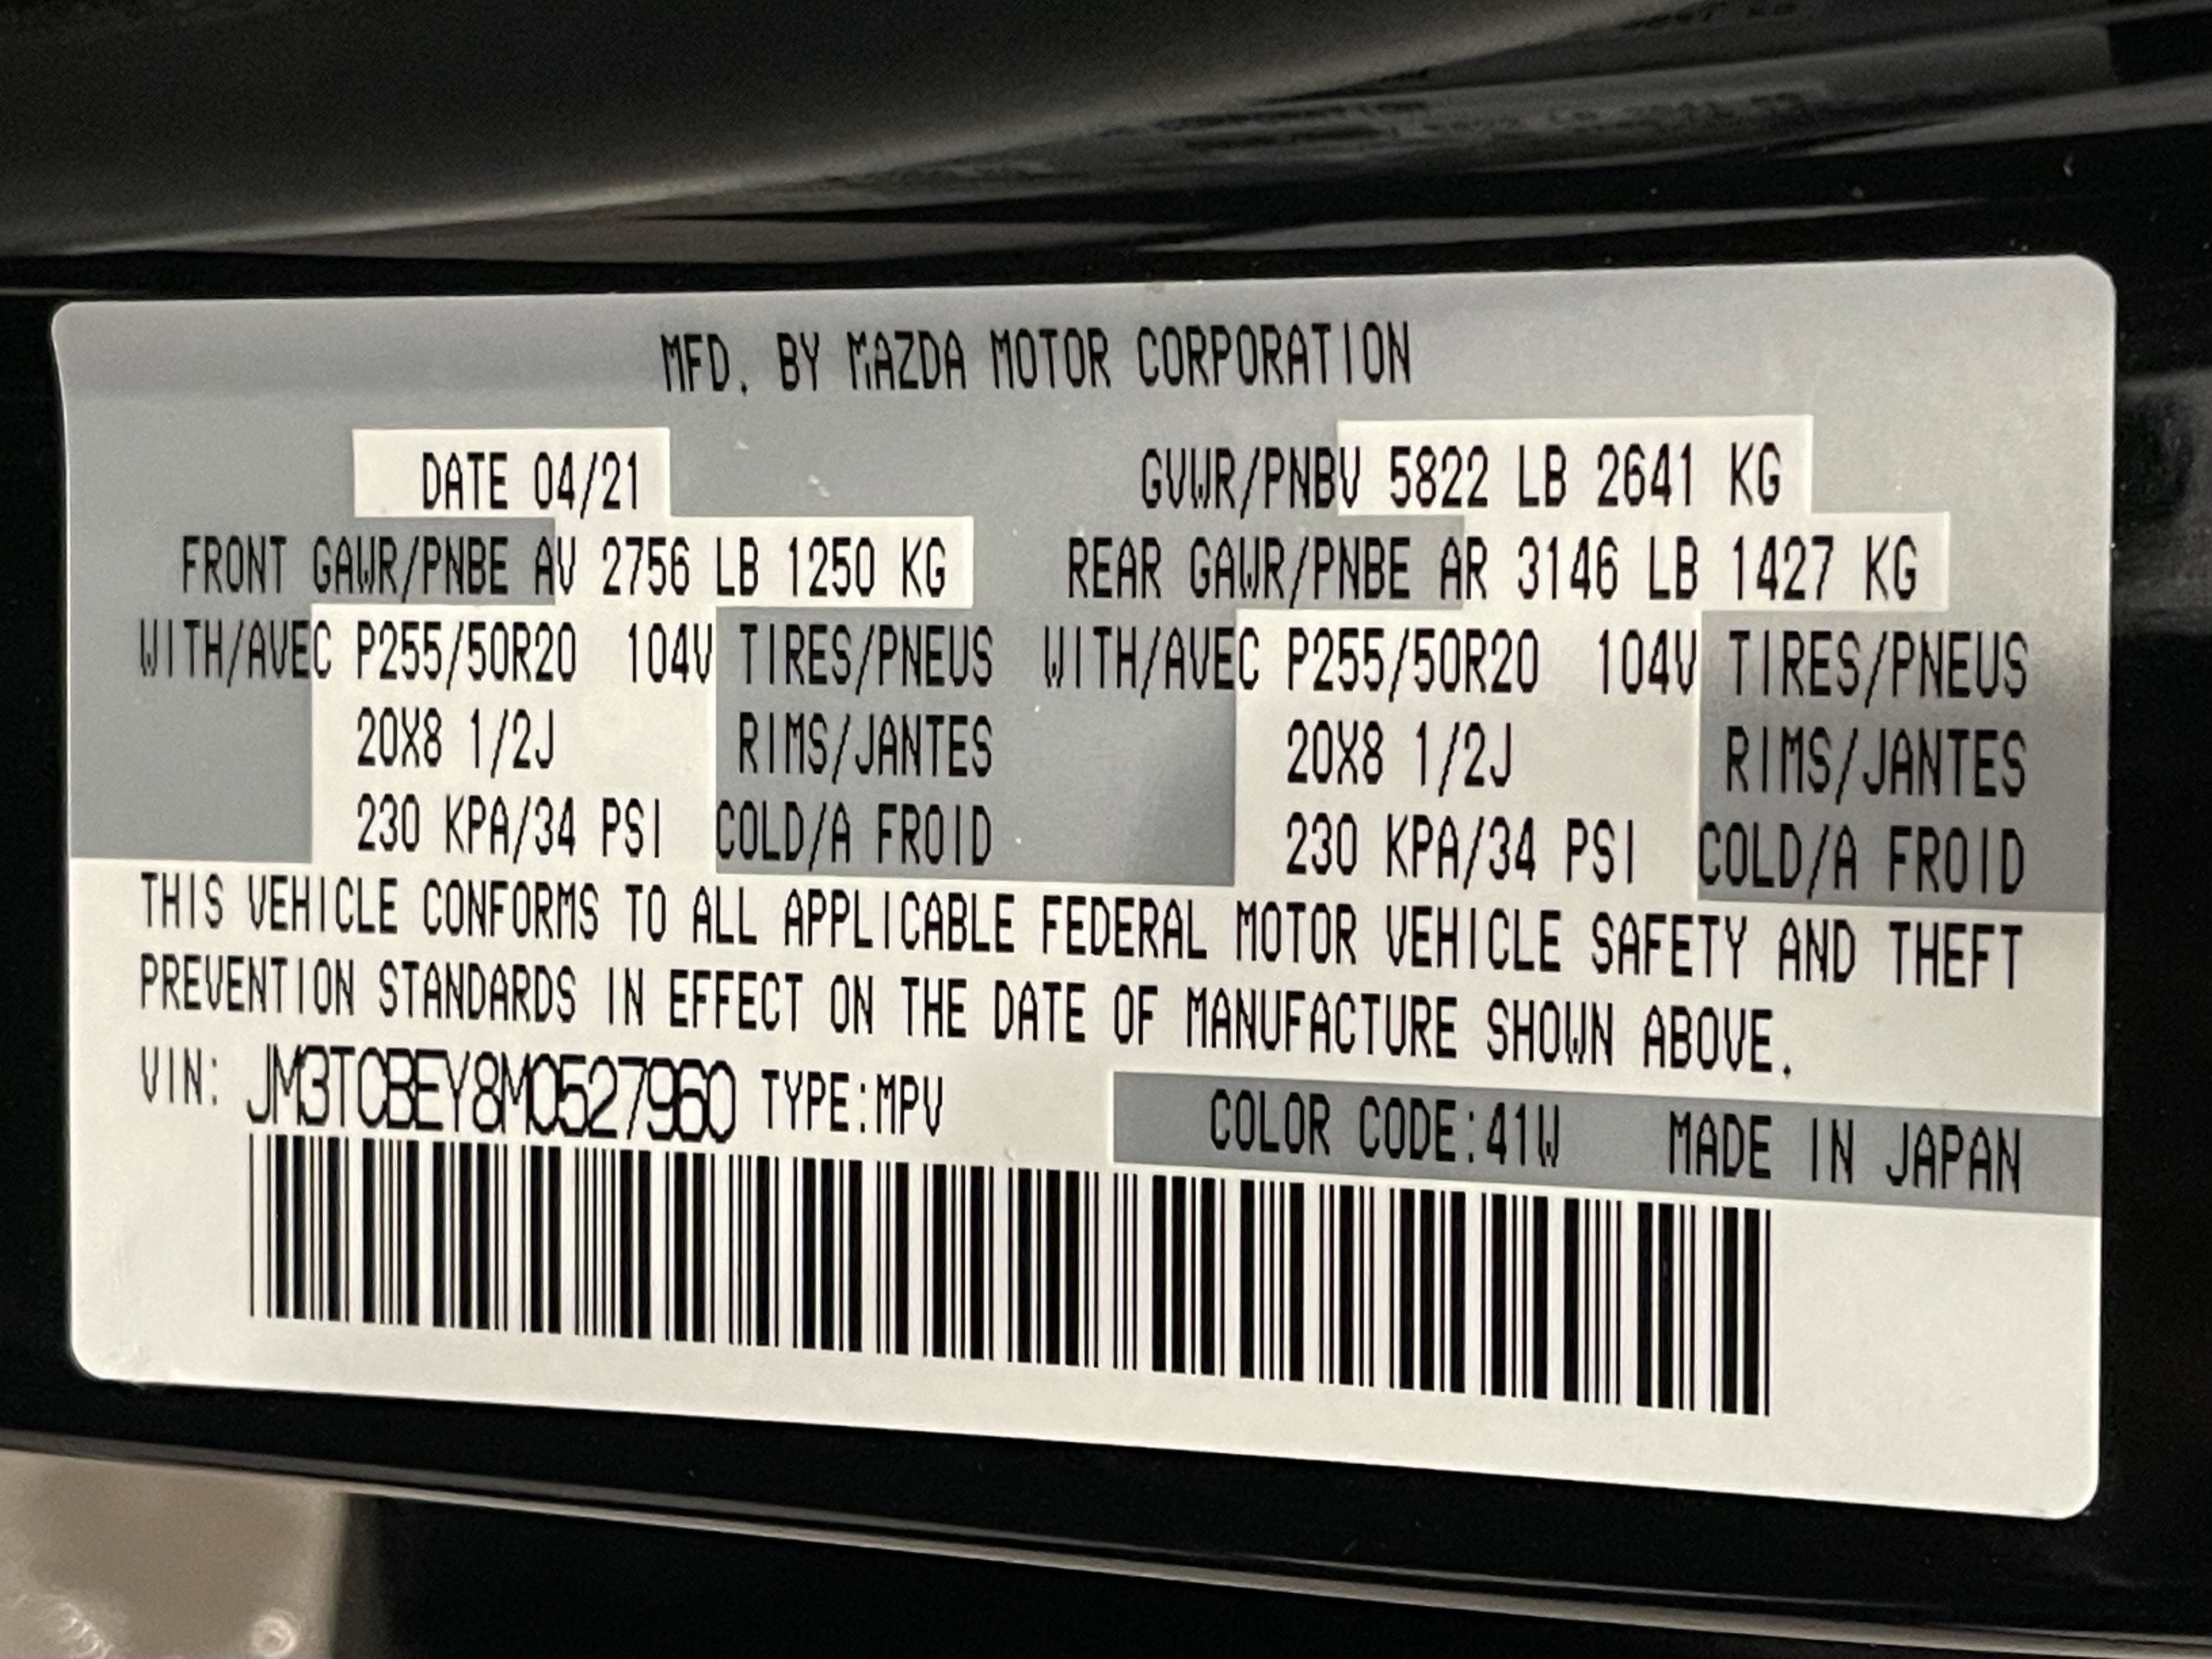 MFD. BY MAZDA MOTOR CORPORATION
DATE 04/21 GVWR/PNBV 5822 LB 2641 KG
FRONT GAWR/PNBE AV 2756 LB 1250 KG REAR GAWR/PNBE AR 3146 LB 1427 KG
WITH/AVEC P255/50R20 104V TIRES/PNEUS WITH/AVEC P255/50R20 104V TIRES/PNEUS
20X8 1/2J RIMS/JANTES 20X8 1/2J RIMS/JANTES
230 KPA/34 PSI COLD/A FROID 230 KPA/34 PSI COLD/A FROID
THIS VEHICLE CONFORMS TO ALL APPLICABLE FEDERAL MOTOR VEHICLE SAFETY AND THEFT
PREVENTION STANDARDS IN EFFECT ON THE DATE OF MANUFACTURE SHOWN ABOVE.
VIN: JM3TCBEY8M0527960 TYPE:MPV COLOR CODE:41W MADE IN JAPAN